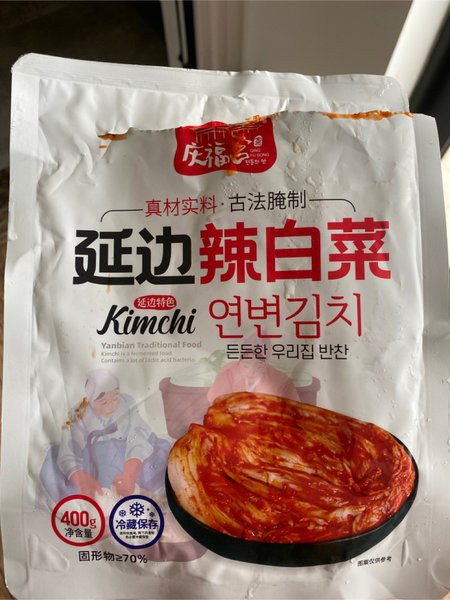 庆福
QING
FU GONG
真材实料·古法腌制
延边辣白菜
延边特色
Kimchi
연변김치
Yanbian Traditional Food
Kimchi is a fermented food.
Contains a lot of lactic acid bacteria.
든든한 우리집 반찬
400g
净含量
冷藏保存
固形物≥70%
图案仅供参考